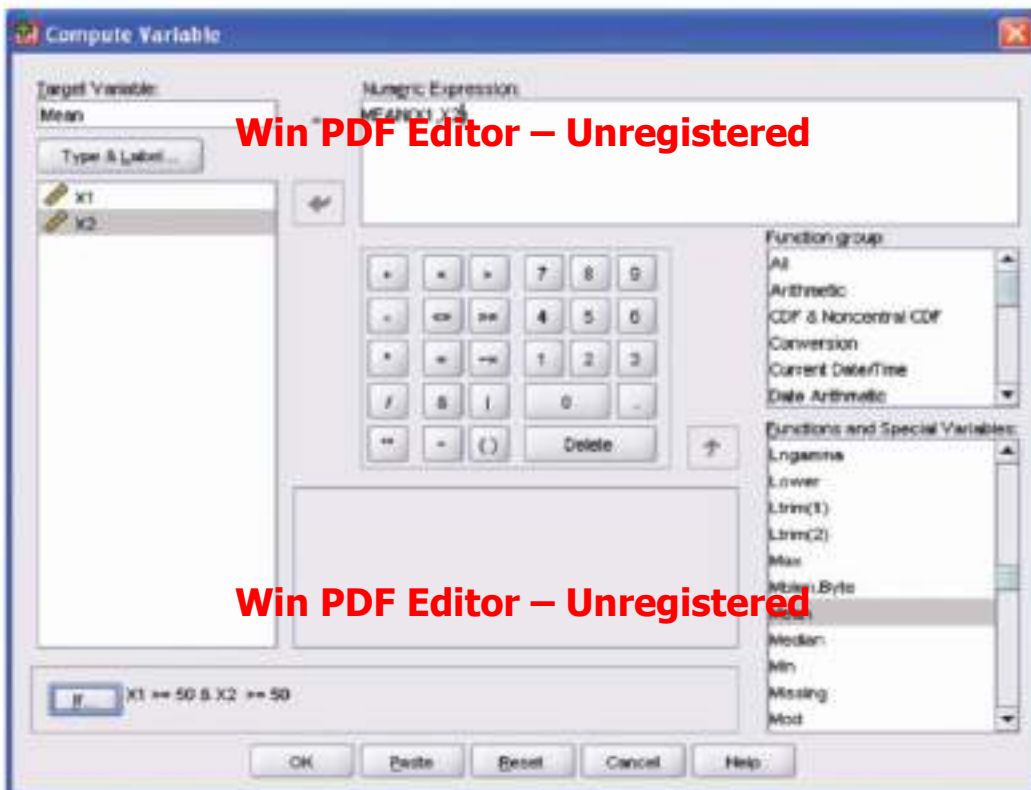 Compute Variable
Target Variable:
Numeric Expression:
Mean
=
MEAN(X1,X2)
Win PDF Editor – Unregistered
Type & Label...
X1
X2
Function group:
All
Arithmetic
CDF & Noncentral CDF
Conversion
Current Date/Time
Date Arithmetic
+ < > 7 8 9
- <= >= 4 5 6
* = ~= 1 2 3
/ & | 0 .
** ~ ( ) Delete
Functions and Special Variables:
Lngamma
Lower
Ltrim(1)
Ltrim(2)
Max
Mblen.Byte
Mean
Median
Min
Missing
Mod
Win PDF Editor – Unregistered
If... X1 >= 50 & X2 >= 50
OK Paste Reset Cancel Help